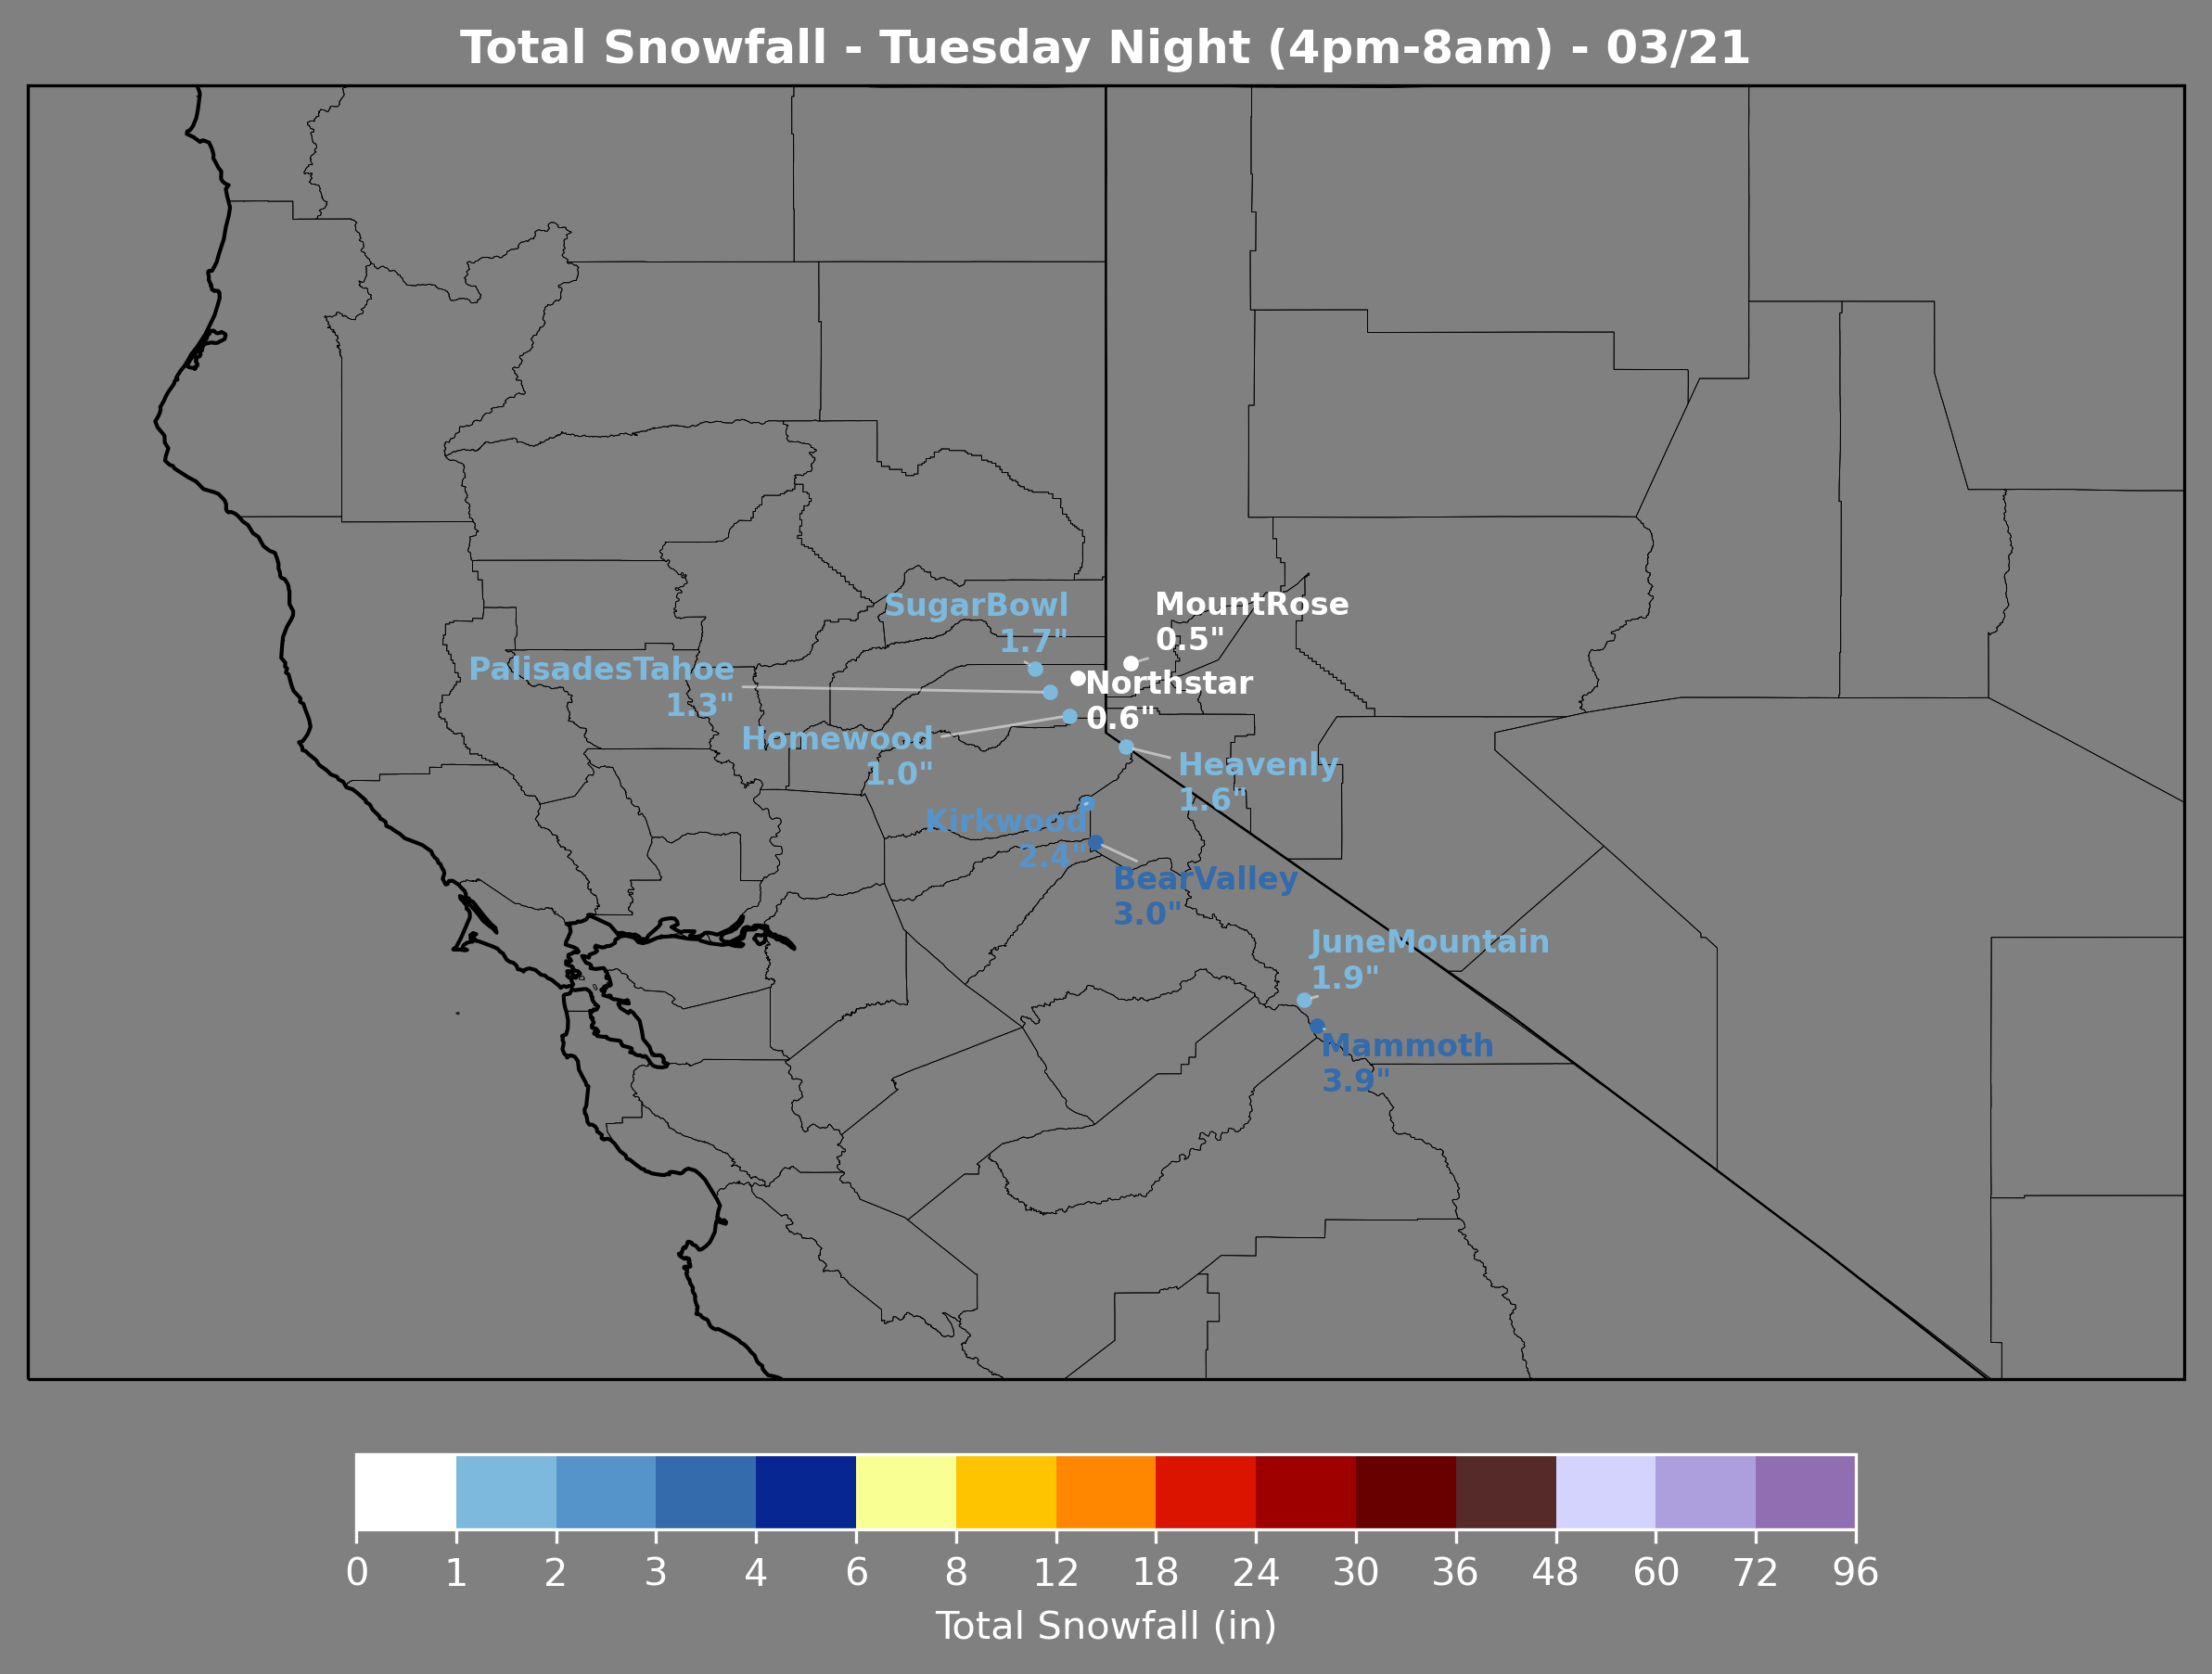 Total Snowfall - Tuesday Night (4pm-8am) - 03/21
SugarBowl
1.7"
MountRose
0.5"
PalisadesTahoe
1.3"
Northstar
0.6"
Homewood
1.0"
Heavenly
1.6"
Kirkwood
2.4"
BearValley
3.0"
JuneMountain
1.9"
Mammoth
3.9"
0 1 2 3 4 6 8 12 18 24 30 36 48 60 72 96
Total Snowfall (in)